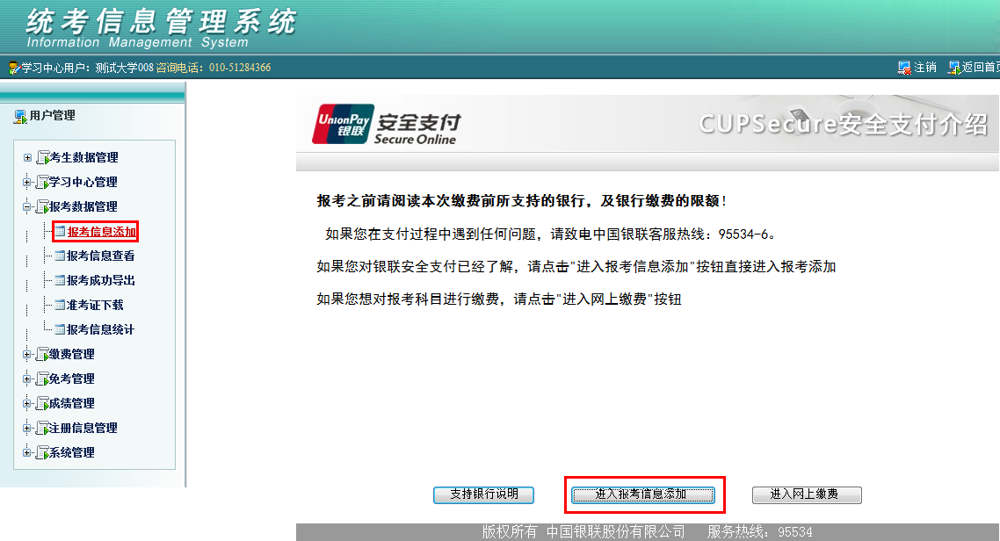 统考信息管理系统
Information Management System
学习中心用户：测试大学008 咨询电话：010-51284366
注销
返回首页
用户管理
考生数据管理
学习中心管理
报考数据管理
报考信息添加
报考信息查看
报考成功导出
准考证下载
报考信息统计
缴费管理
免考管理
成绩管理
注册信息管理
系统管理
UnionPay
银联
安全支付
Secure Online
CUPSecure安全支付介绍
报考之前请阅读本次缴费前所支持的银行，及银行缴费的限额！
如果您在支付过程中遇到任何问题，请致电中国银联客服热线：95534-6。
如果您对银联安全支付已经了解，请点击"进入报考信息添加"按钮直接进入报考添加
如果您想对报考科目进行缴费，请点击"进入网上缴费"按钮
支持银行说明
进入报考信息添加
进入网上缴费
版权所有 中国银联股份有限公司 服务热线：95534